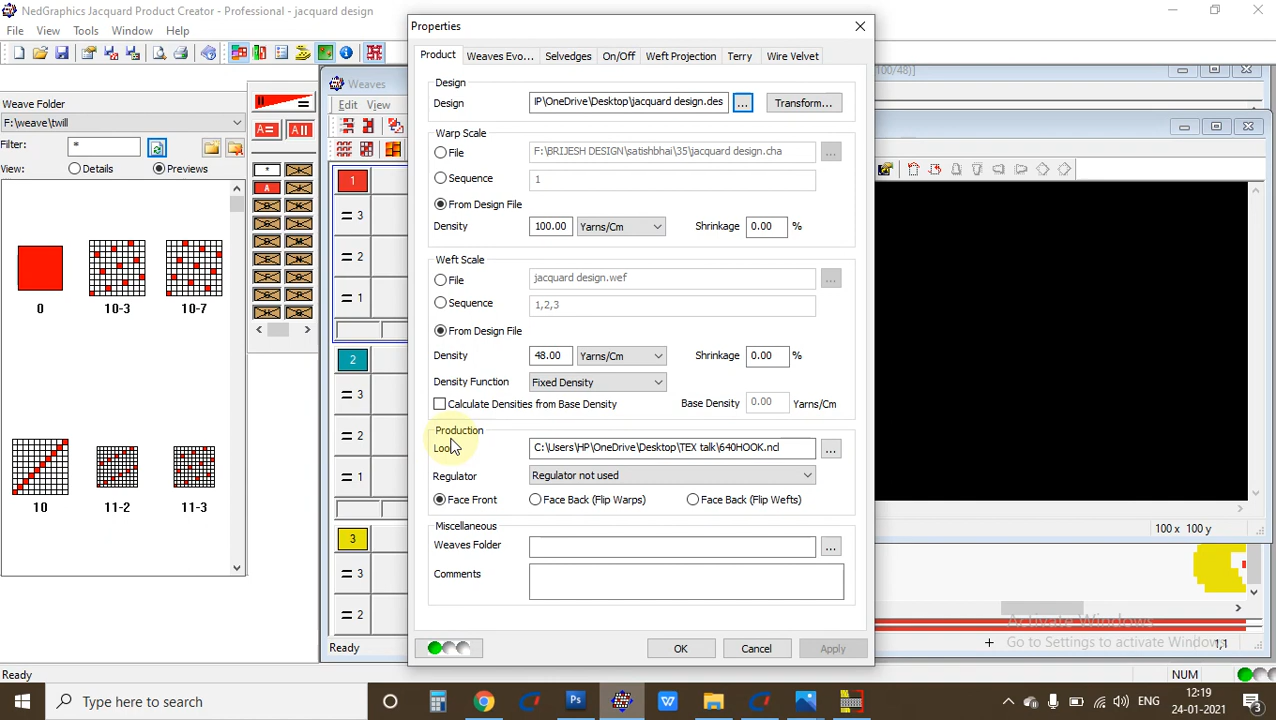 NedGraphics Jacquard Product Creator - Professional - jacquard design
File View Tools Window Help
Weave Folder
F:\weave\twill
Filter: *
View: Details Previews
0 10-3 10-7
10 11-2 11-3
A= A
Weaves
Edit View
1
= 3
= 2
= 1
2
= 3
= 2
= 1
3
= 3
= 2
Ready
Properties
Product Weaves Evo... Selvedges On/Off Weft Projection Terry Wire Velvet
Design
Design IP\OneDrive\Desktop\jacquard design.des ... Transform...
Warp Scale
File F:\BRIJESH DESIGN\satishbhai\35\jacquard design.cha ...
Sequence 1
From Design File
Density 100.00 Yarns/Cm Shrinkage 0.00 %
Weft Scale
File jacquard design.wef ...
Sequence 1,2,3
From Design File
Density 48.00 Yarns/Cm Shrinkage 0.00 %
Density Function Fixed Density
Calculate Densities from Base Density Base Density 0.00 Yarns/Cm
Production
C:\Users\HP\OneDrive\Desktop\TEX talk\640HOOK.ncl ...
Regulator Regulator not used
Face Front Face Back (Flip Warps) Face Back (Flip Wefts)
Miscellaneous
Weaves Folder ...
Comments
OK Cancel Apply
100/48)]
100 x 100 y
Activate Windows
Go to Settings to activate Windows.
1,1
Ready
NUM
Type here to search
Ps
ENG
12:19
24-01-2021
3